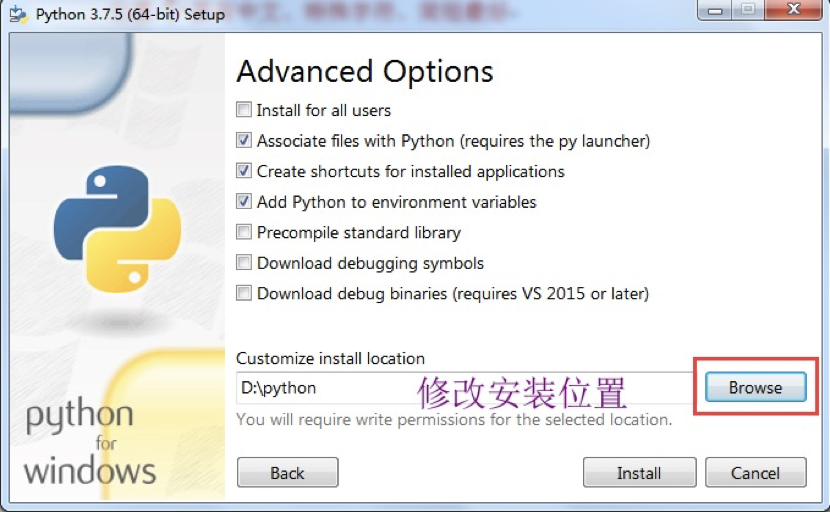 Python 3.7.5 (64-bit) Setup
Advanced Options
Install for all users
Associate files with Python (requires the py launcher)
Create shortcuts for installed applications
Add Python to environment variables
Precompile standard library
Download debugging symbols
Download debug binaries (requires VS 2015 or later)
Customize install location
D:\python
修改安装位置
Browse
You will require write permissions for the selected location.
python
for
windows
Back
Install
Cancel